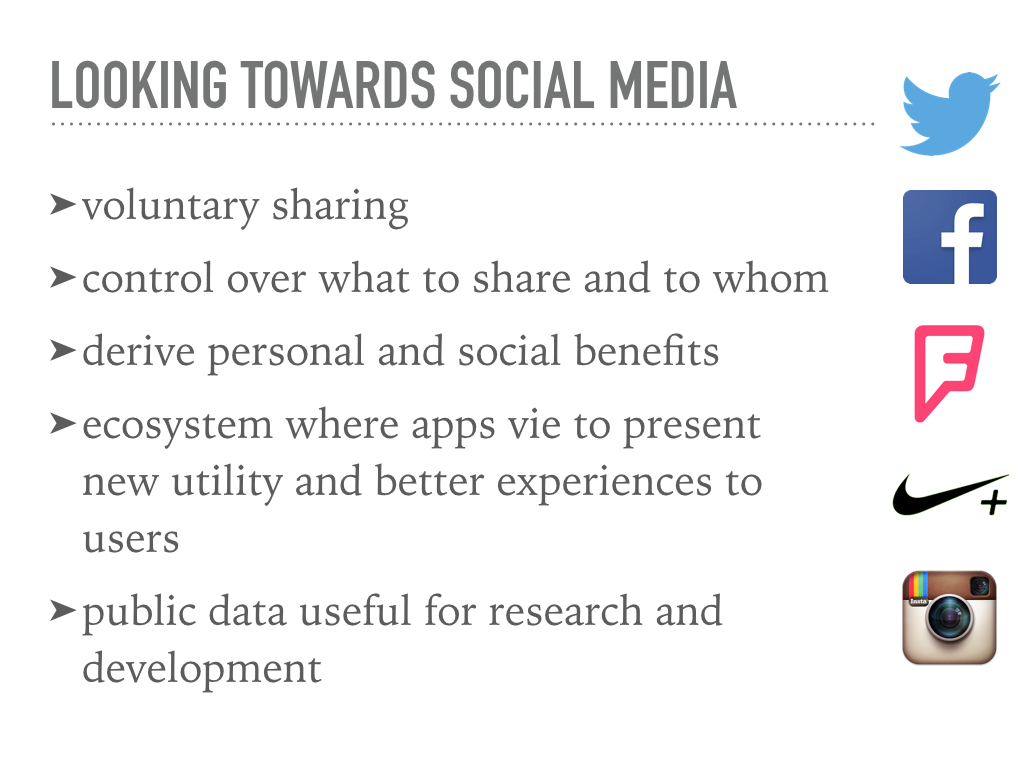 LOOKING TOWARDS SOCIAL MEDIA
➤ voluntary sharing
➤ control over what to share and to whom
➤ derive personal and social benefits
➤ ecosystem where apps vie to present
new utility and better experiences to
users
➤ public data useful for research and
development
f
+
Insta